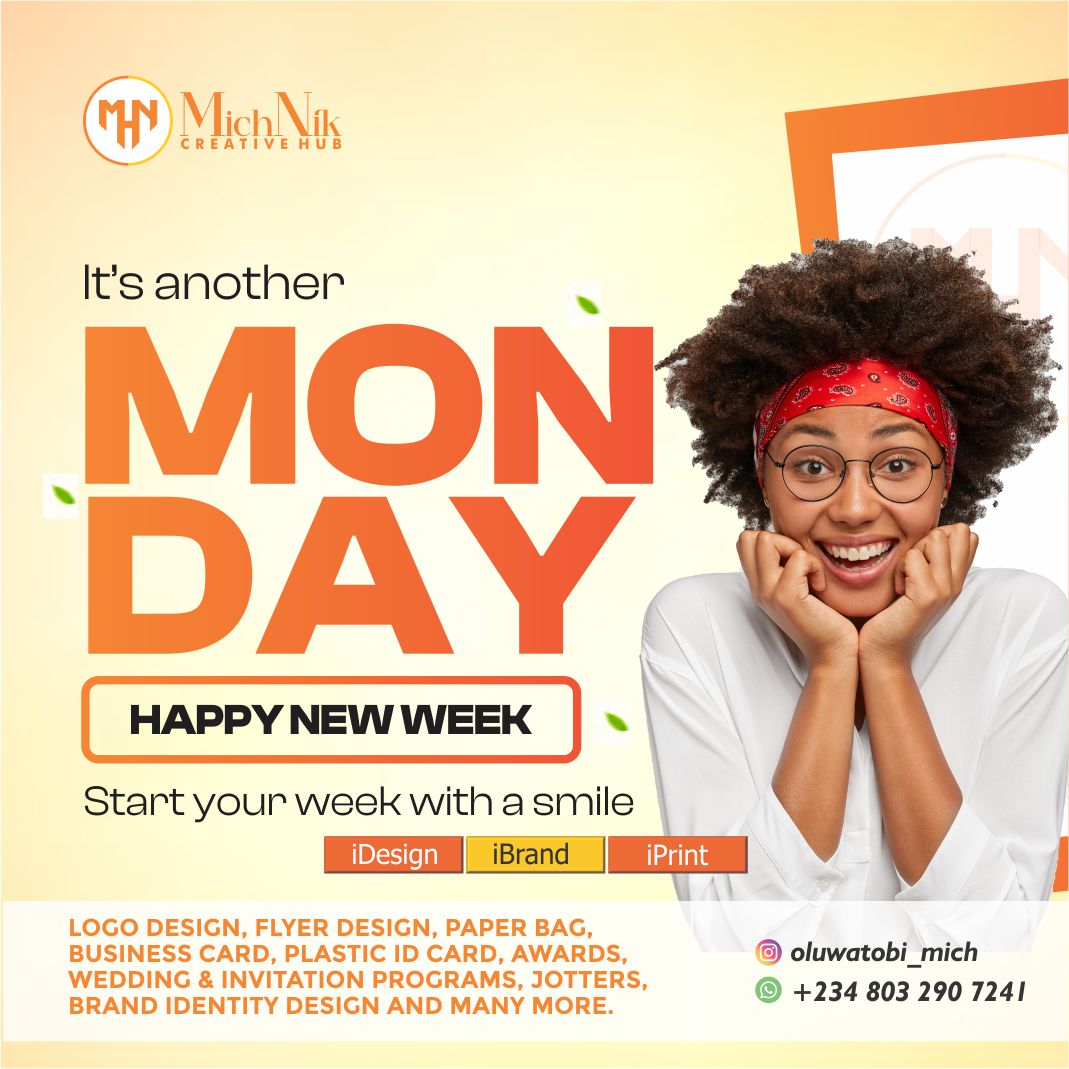 MHN
MichNik
CREATIVE HUB
It's another
MON
DAY
HAPPY NEW WEEK
Start your week with a smile
iDesign iBrand iPrint
LOGO DESIGN, FLYER DESIGN, PAPER BAG,
BUSINESS CARD, PLASTIC ID CARD, AWARDS,
WEDDING & INVITATION PROGRAMS, JOTTERS,
BRAND IDENTITY DESIGN AND MANY MORE.
oluwatobi_mich
+234 803 290 7241